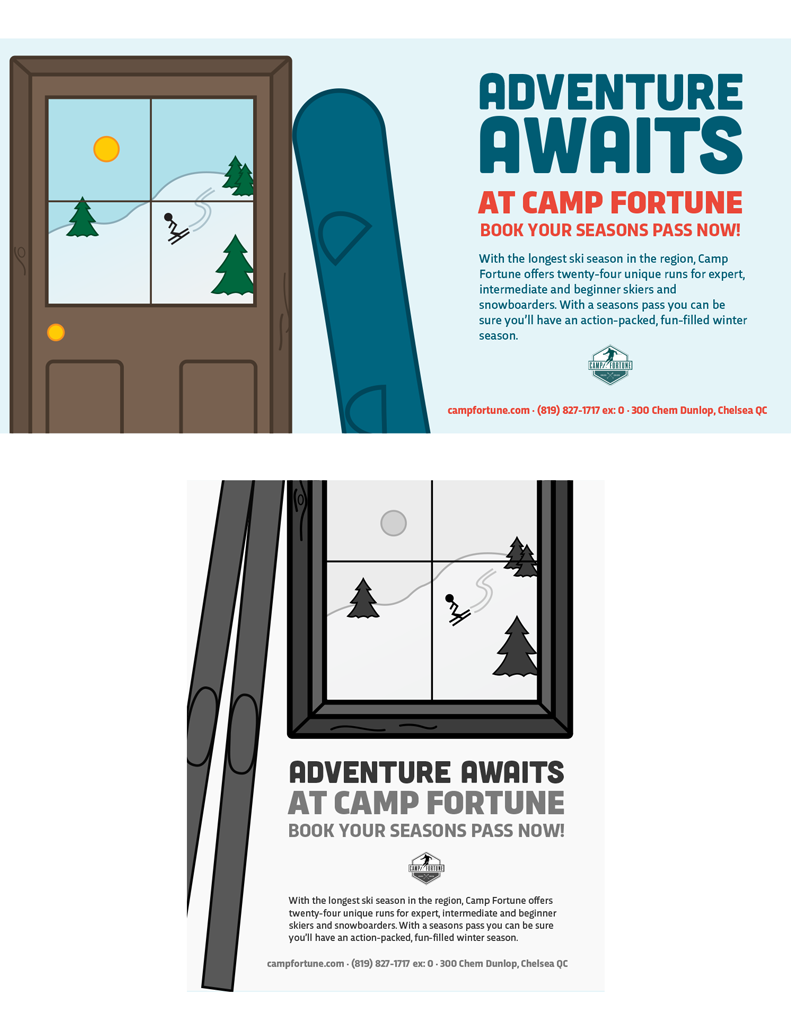 ADVENTURE
AWAITS
AT CAMP FORTUNE
BOOK YOUR SEASONS PASS NOW!
With the longest ski season in the region, Camp
Fortune offers twenty-four unique runs for expert,
intermediate and beginner skiers and
snowboarders. With a seasons pass you can be
sure you'll have an action-packed, fun-filled winter
season.
CAMP FORTUNE
campfortune.com · (819) 827-1717 ex: 0 · 300 Chem Dunlop, Chelsea QC
ADVENTURE AWAITS
AT CAMP FORTUNE
BOOK YOUR SEASONS PASS NOW!
CAMP FORTUNE
With the longest ski season in the region, Camp Fortune offers
twenty-four unique runs for expert, intermediate and beginner
skiers and snowboarders. With a seasons pass you can be sure
you'll have an action-packed, fun-filled winter season.
campfortune.com · (819) 827-1717 ex: 0 · 300 Chem Dunlop, Chelsea QC